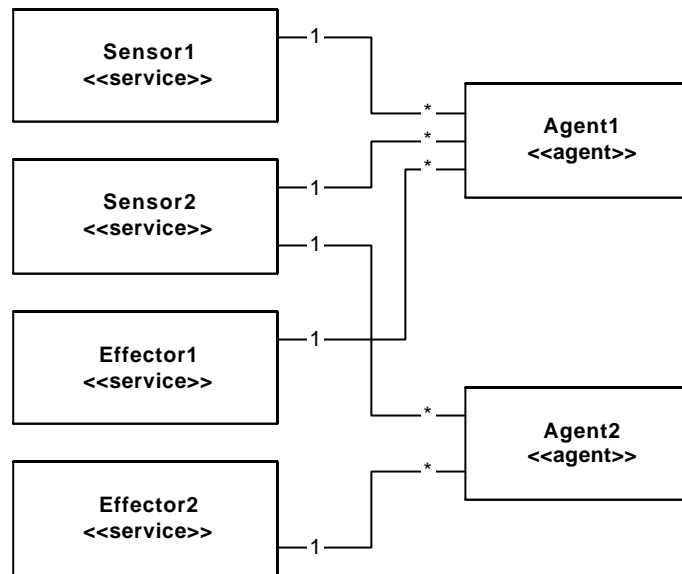 Sensor1
<<service>>
1
*
Agent1
<<agent>>
*
*
Sensor2
<<service>>
1
1
Effector1
<<service>>
1
*
Agent2
<<agent>>
*
Effector2
<<service>>
1